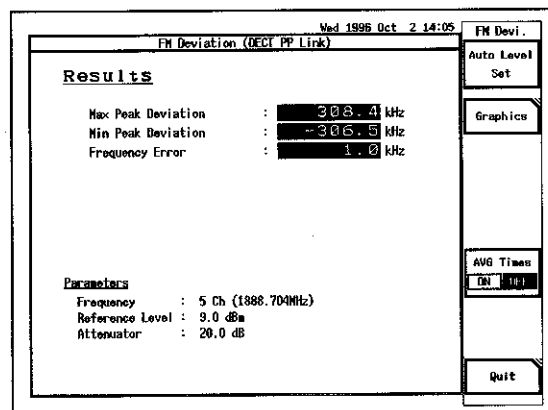 Wed 1996 Oct 2 14:05
FM Deviation (DECT PP Link)
Results
Max Peak Deviation : 308.4 kHz
Min Peak Deviation : -306.5 kHz
Frequency Error : 1.0 kHz
Parameters
Frequency : 5 Ch (1888.704MHz)
Reference Level : 9.0 dBm
Attenuator : 20.0 dB
FM Devi.
Auto Level
Set
Graphics
AVG Times
ON OFF
Quit